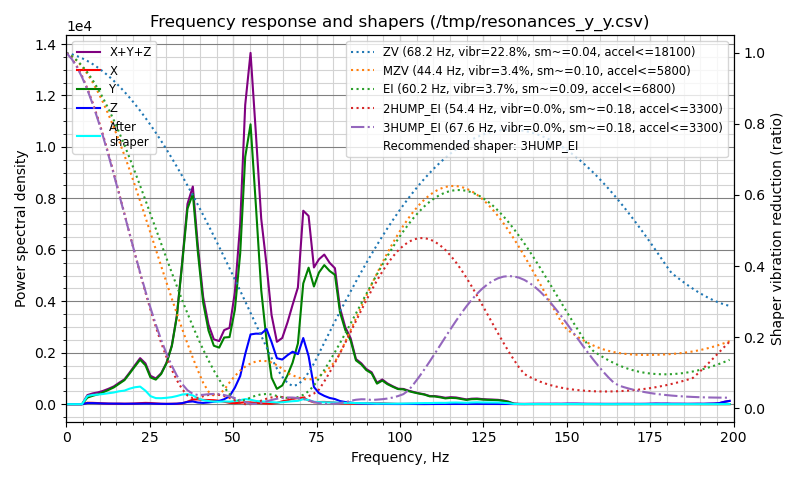 Frequency response and shapers (/tmp/resonances_y_y.csv)
1e4
X+Y+Z
X
Y
Z
After
shaper
ZV (68.2 Hz, vibr=22.8%, sm~=0.04, accel<=18100)
MZV (44.4 Hz, vibr=3.4%, sm~=0.10, accel<=5800)
EI (60.2 Hz, vibr=3.7%, sm~=0.09, accel<=6800)
2HUMP_EI (54.4 Hz, vibr=0.0%, sm~=0.18, accel<=3300)
3HUMP_EI (67.6 Hz, vibr=0.0%, sm~=0.18, accel<=3300)
Recommended shaper: 3HUMP_EI
Power spectral density
1.4
1.2
1.0
0.8
0.6
0.4
0.2
0.0
Shaper vibration reduction (ratio)
1.0
0.8
0.6
0.4
0.2
0.0
0 25 50 75 100 125 150 175 200
Frequency, Hz